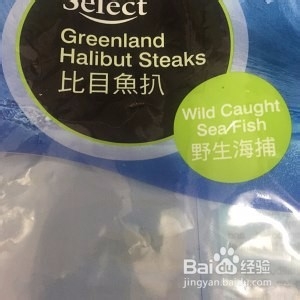 Select
Greenland
Halibut Steaks
比目魚扒
Wild Caught
Sea Fish
野生海捕
Baidu 经验
jingyan.baidu.com